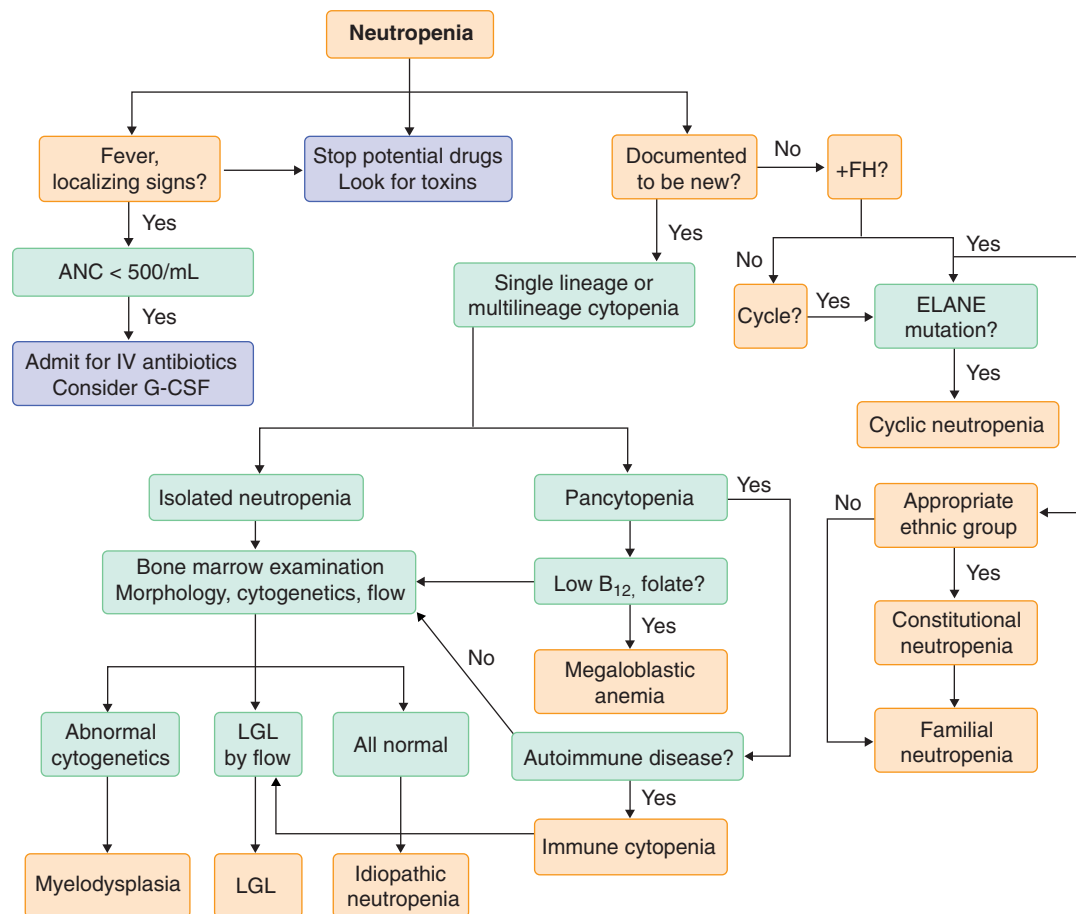 Neutropenia
Fever,
localizing signs?
Stop potential drugs
Look for toxins
Documented
to be new?
No
+FH?
Yes
ANC < 500/mL
Yes
Admit for IV antibiotics
Consider G-CSF
Yes
Single lineage or
multilineage cytopenia
No
Yes
Cycle?
Yes
ELANE
mutation?
Yes
Cyclic neutropenia
Isolated neutropenia
Pancytopenia
Yes
Bone marrow examination
Morphology, cytogenetics, flow
Low B12, folate?
Yes
Megaloblastic
anemia
No
Appropriate
ethnic group
Yes
Constitutional
neutropenia
Familial
neutropenia
No
Abnormal
cytogenetics
LGL
by flow
All normal
Autoimmune disease?
Yes
Immune cytopenia
Myelodysplasia
LGL
Idiopathic
neutropenia